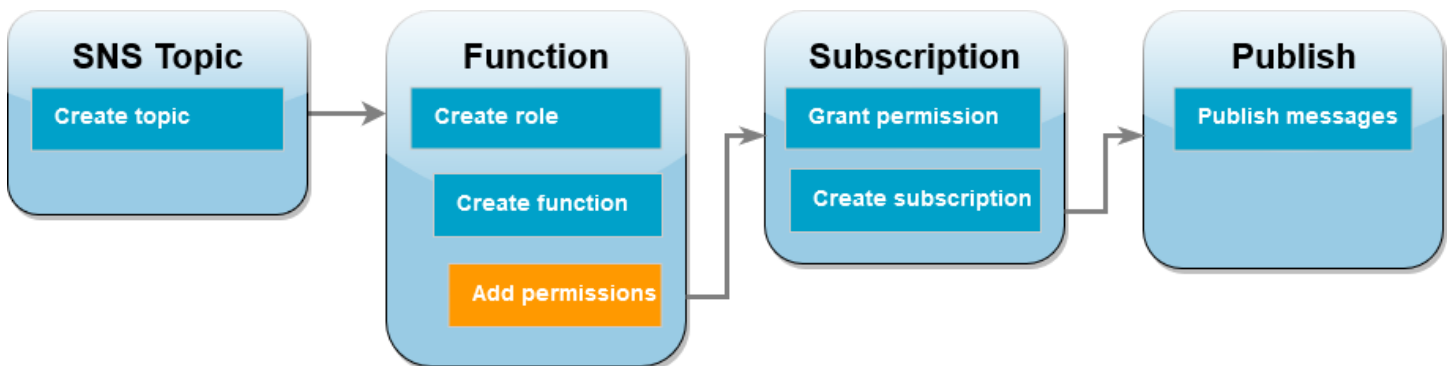 SNS Topic
Create topic
Function
Create role
Create function
Add permissions
Subscription
Grant permission
Create subscription
Publish
Publish messages